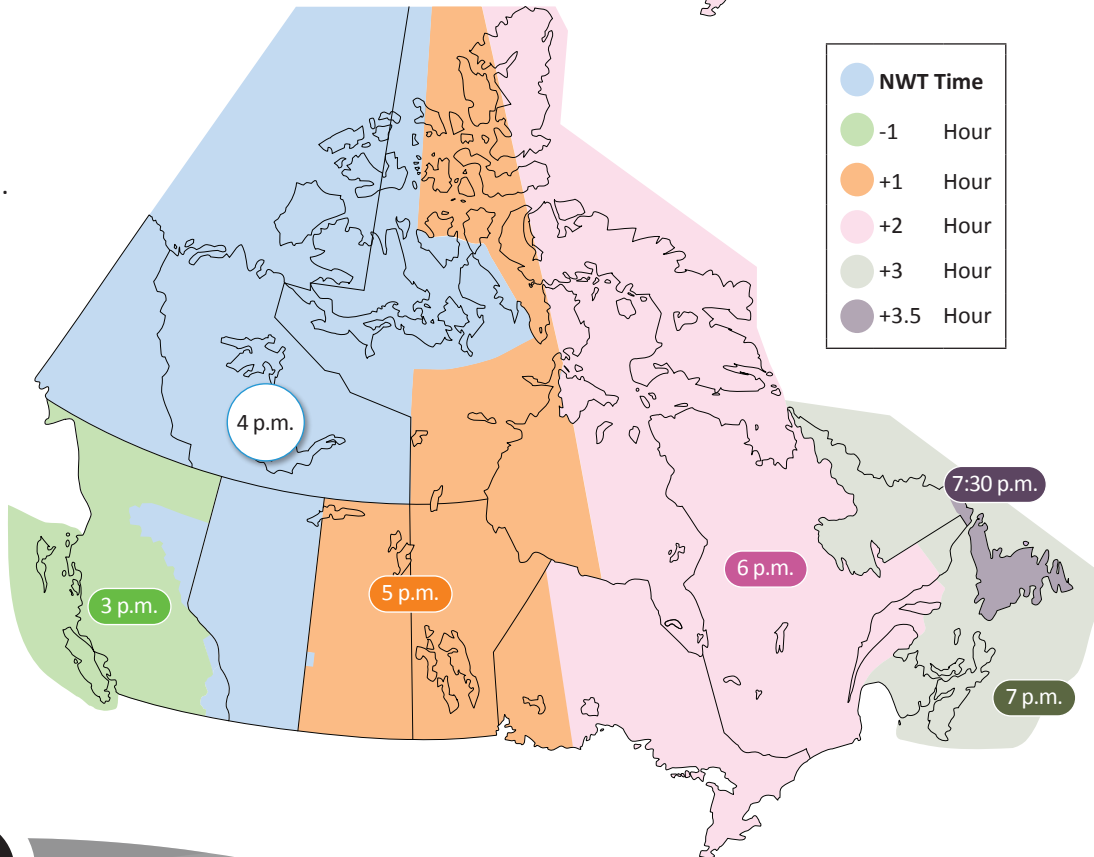 NWT Time
-1 Hour
+1 Hour
+2 Hour
+3 Hour
+3.5 Hour
4 p.m.
7:30 p.m.
6 p.m.
5 p.m.
3 p.m.
7 p.m.